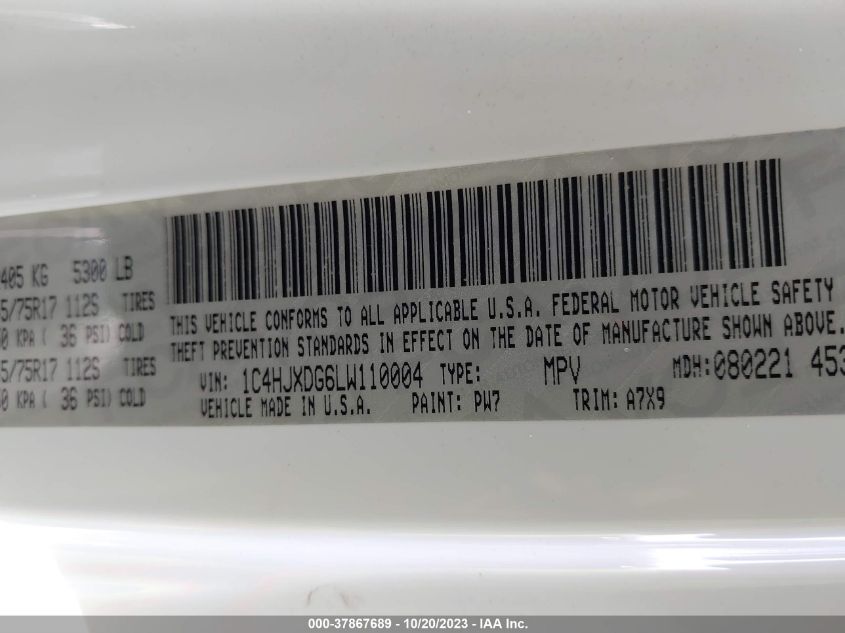 405 KG 5300 LB
5/75R17 112S TIRES
0 KPA ( 36 PSI) COLD
5/75R17 112S TIRES
0 KPA ( 36 PSI) COLD
THIS VEHICLE CONFORMS TO ALL APPLICABLE U.S.A. FEDERAL MOTOR VEHICLE SAFETY
THEFT PREVENTION STANDARDS IN EFFECT ON THE DATE OF MANUFACTURE SHOWN ABOVE.
VIN: 1C4HJXDG6LW110004 TYPE: MPV MDH: 080221 453
VEHICLE MADE IN U.S.A. PAINT: PW7 TRIM: A7X9
000-37867689 - 10/20/2023 - IAA Inc.